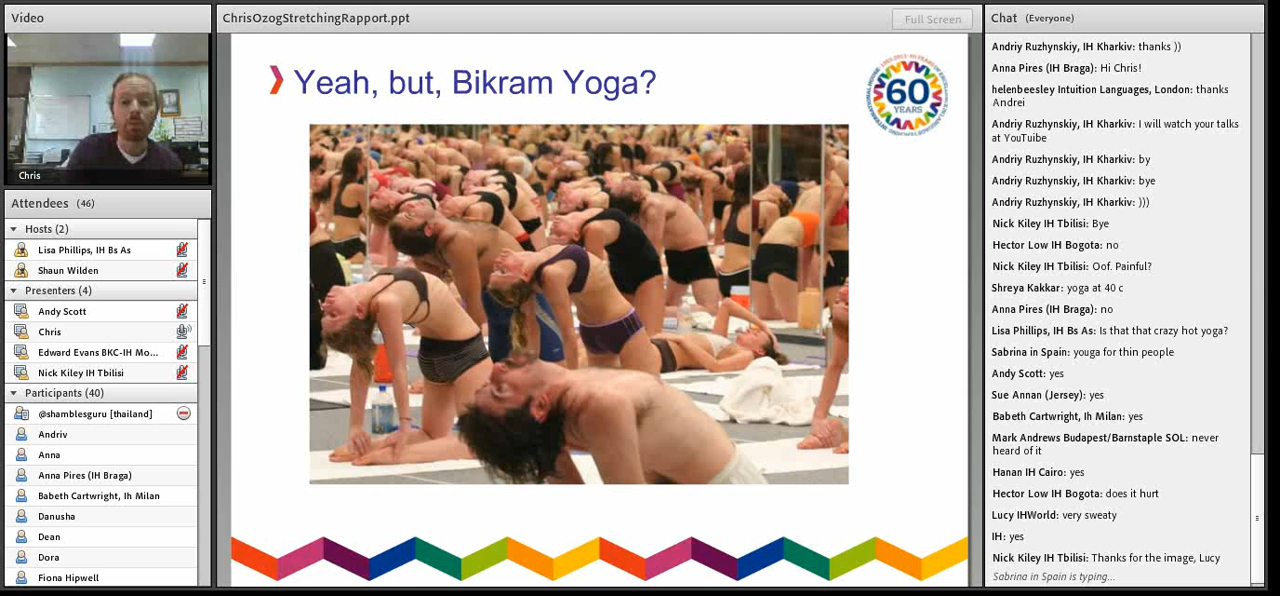 Video
Chris
Attendees (46)
Hosts (2)
Lisa Phillips, IH Bs As
Shaun Wilden
Presenters (4)
Andy Scott
Chris
Edward Evans BKC-IH Mo...
Nick Kiley IH Tbilisi
Participants (40)
@shamblesguru [thailand]
Andriv
Anna
Anna Pires (IH Braga)
Babeth Cartwright, Ih Milan
Danusha
Dean
Dora
Fiona Hipwell
ChrisOzogStretchingRapport.ppt
Full Screen
Yeah, but, Bikram Yoga?
60
YEARS
Chat (Everyone)
Andriy Ruzhynskiy, IH Kharkiv: thanks ))
Anna Pires (IH Braga): Hi Chris!
helenbeesley Intuition Languages, London: thanks
Andrei
Andriy Ruzhynskiy, IH Kharkiv: I will watch your talks
at YouTuibe
Andriy Ruzhynskiy, IH Kharkiv: by
Andriy Ruzhynskiy, IH Kharkiv: bye
Andriy Ruzhynskiy, IH Kharkiv: )))
Nick Kiley IH Tbilisi: Bye
Hector Low IH Bogota: no
Nick Kiley IH Tbilisi: Oof. Painful?
Shreya Kakkar: yoga at 40 c
Anna Pires (IH Braga): no
Lisa Phillips, IH Bs As: Is that that crazy hot yoga?
Sabrina in Spain: youga for thin people
Andy Scott: yes
Sue Annan (Jersey): yes
Babeth Cartwright, Ih Milan: yes
Mark Andrews Budapest/Barnstaple SOL: never
heard of it
Hanan IH Cairo: yes
Hector Low IH Bogota: does it hurt
Lucy IHWorld: very sweaty
IH: yes
Nick Kiley IH Tbilisi: Thanks for the image, Lucy
Sabrina in Spain is typing...